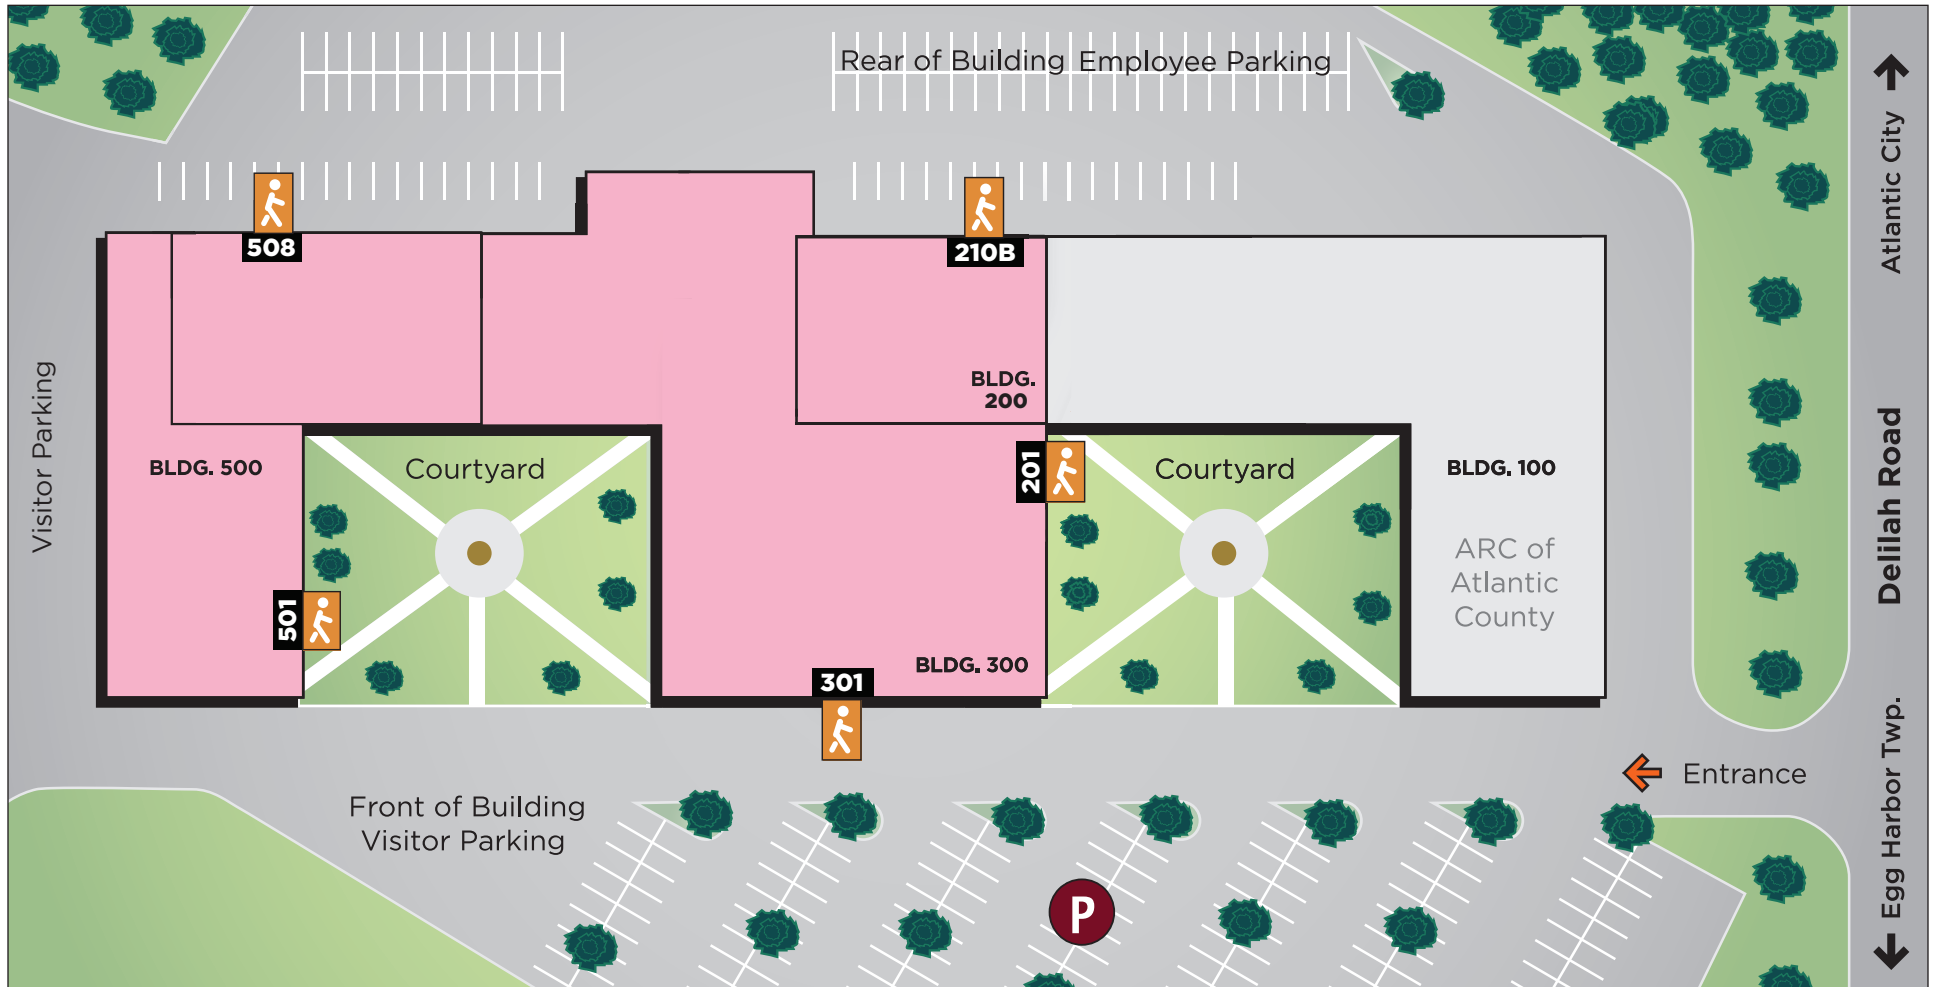 Rear of Building Employee Parking
508
210B
BLDG.
200
Visitor Parking
BLDG. 500
Courtyard
201
Courtyard
BLDG. 100
ARC of
Atlantic
County
501
BLDG. 300
301
Front of Building
Visitor Parking
P
Entrance
Atlantic City
Delilah Road
Egg Harbor Twp.